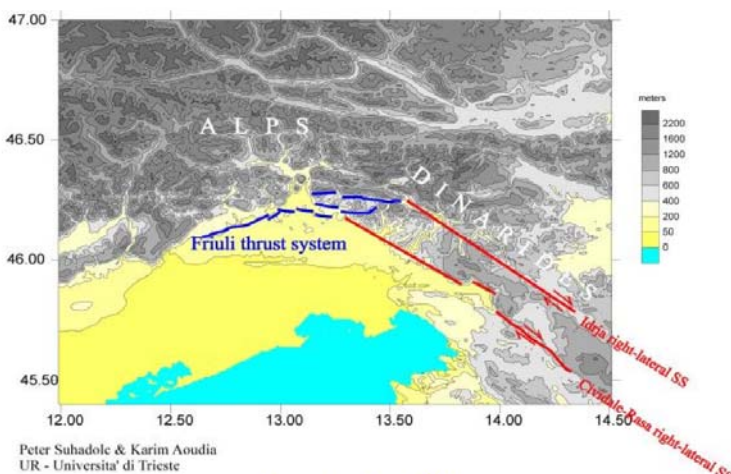 47.00
46.50
46.00
45.50
12.00 12.50 13.00 13.50 14.00 14.50
ALPS
DINARIDES
Friuli thrust system
Idrja right-lateral SS
Cividale-Rasa right-lateral SS
meters
2200
1600
1200
800
600
400
200
50
0
Peter Suhadolc & Karim Aoudia
UR - Universita' di Trieste